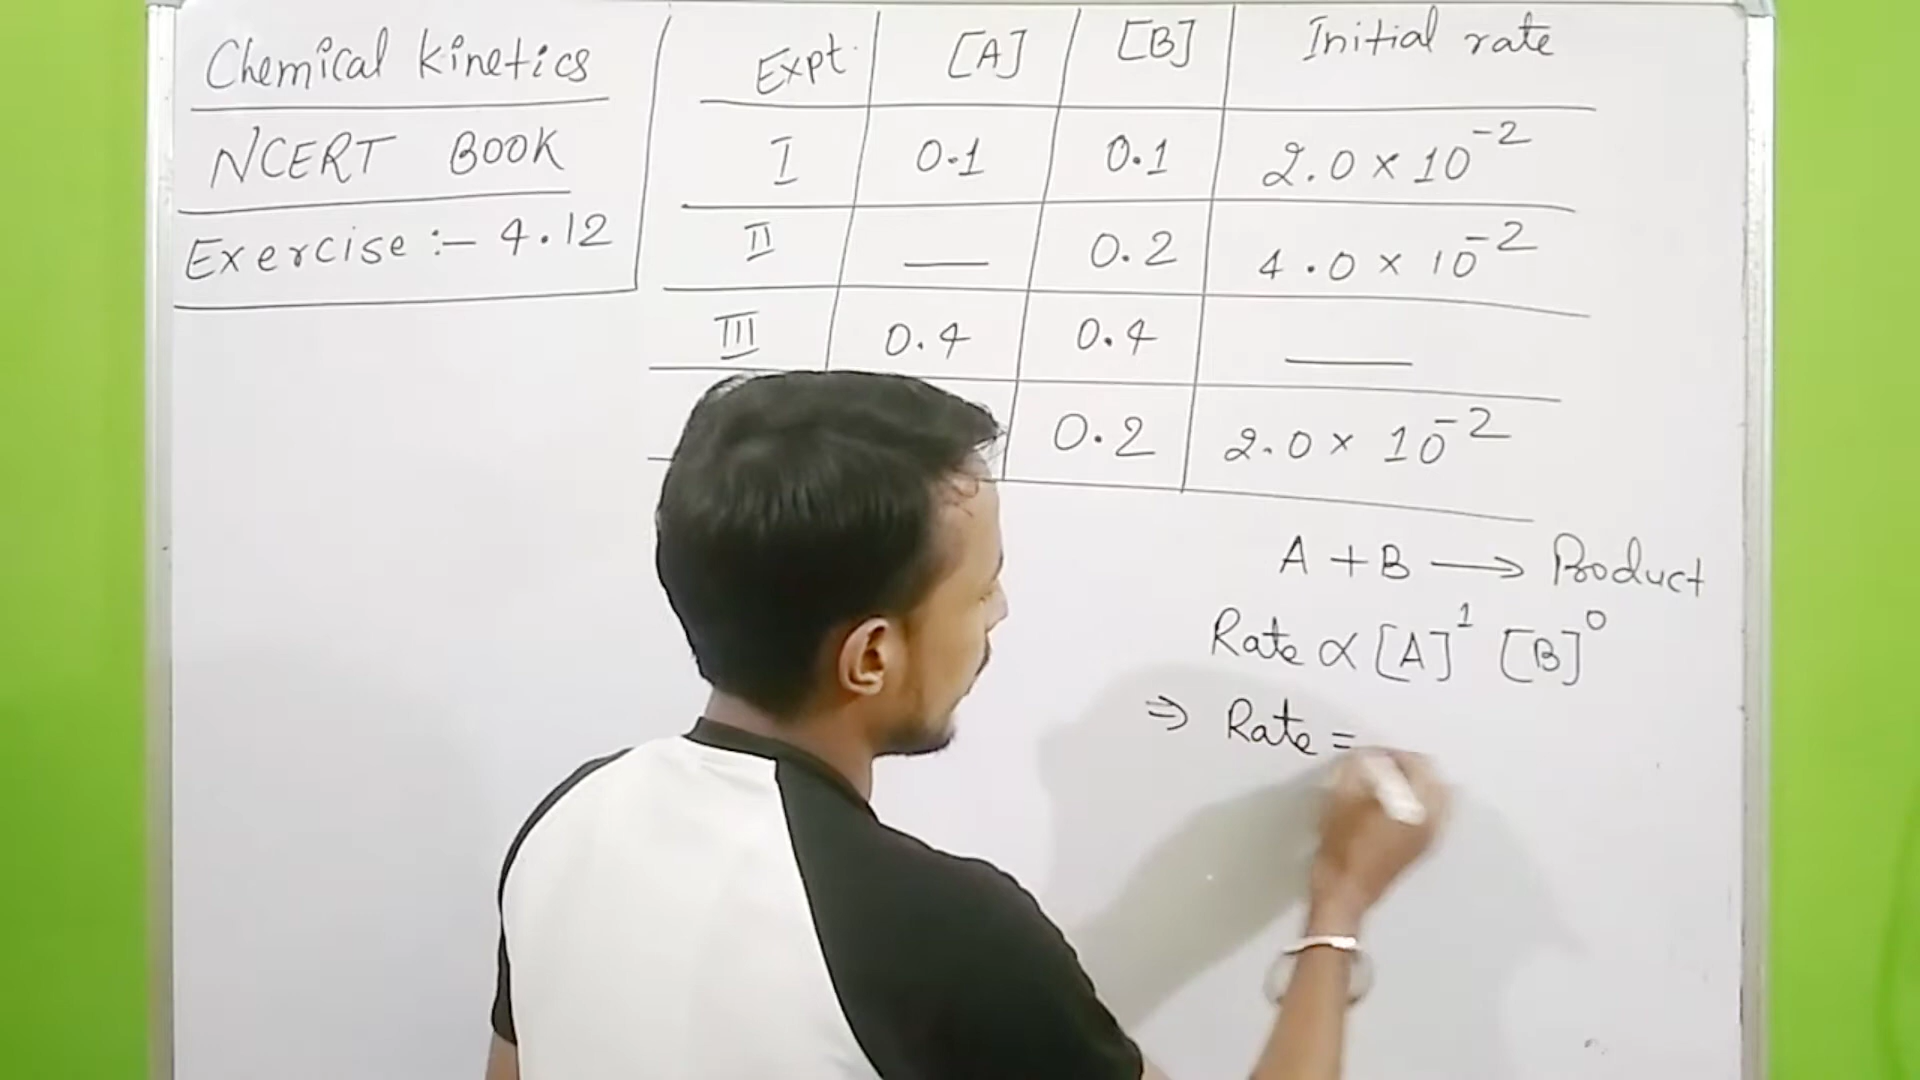 Chemical kinetics
NCERT BOOK
Exercise :- 4.12
Expt. [A] [B] Initial rate
I 0.1 0.1 2.0 × 10⁻²
II — 0.2 4.0 × 10⁻²
III 0.4 0.4 —
0.2 2.0 × 10⁻²
A + B ⟶ Product
Rate ∝ [A]¹ [B]⁰
⇒ Rate =